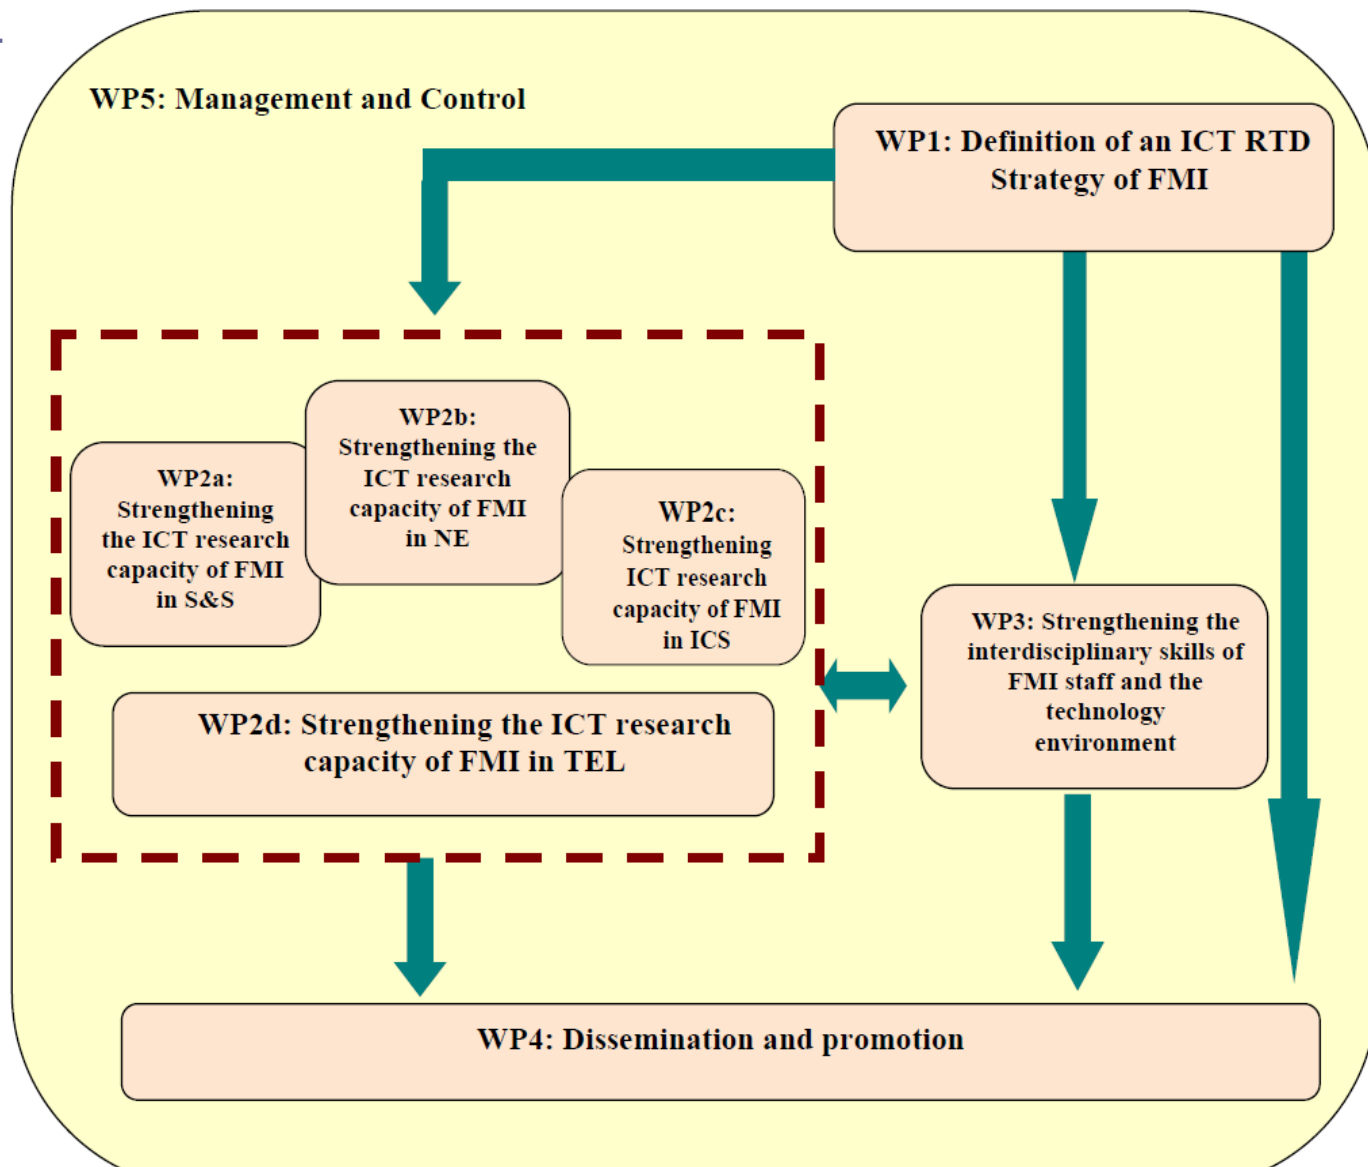 WP5: Management and Control
WP1: Definition of an ICT RTD
Strategy of FMI
WP2b:
Strengthening the
ICT research
capacity of FMI
in NE
WP2a:
Strengthening
the ICT research
capacity of FMI
in S&S
WP2c:
Strengthening
ICT research
capacity of FMI
in ICS
WP3: Strengthening the
interdisciplinary skills of
FMI staff and the
technology
environment
WP2d: Strengthening the ICT research
capacity of FMI in TEL
WP4: Dissemination and promotion